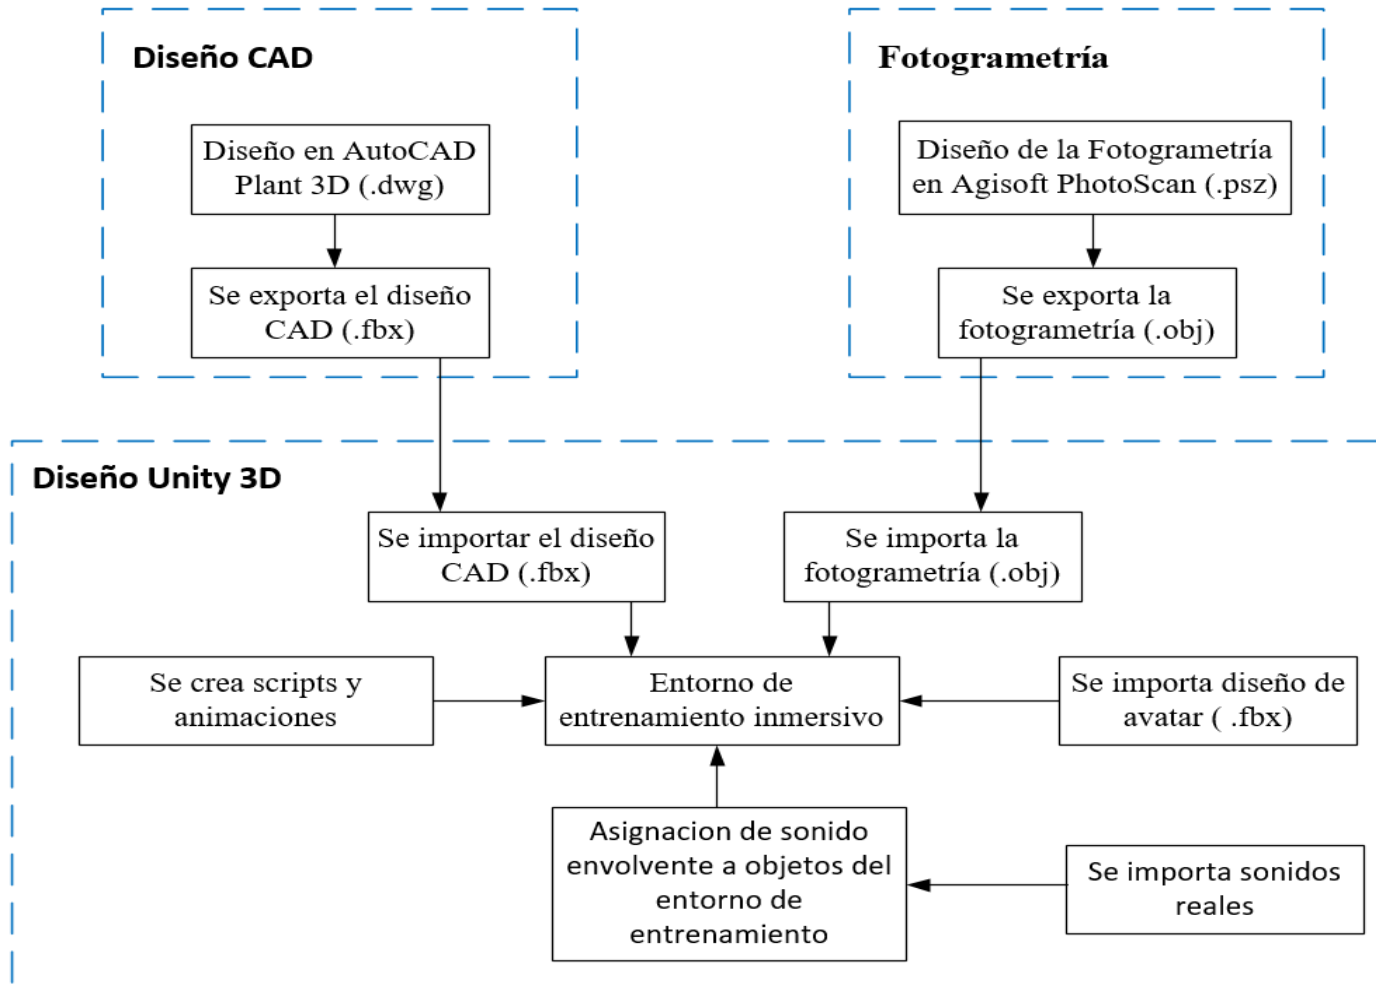 Diseño CAD
Diseño en AutoCAD
Plant 3D (.dwg)
Se exporta el diseño
CAD (.fbx)
Fotogrametría
Diseño de la Fotogrametría
en Agisoft PhotoScan (.psz)
Se exporta la
fotogrametría (.obj)
Diseño Unity 3D
Se importar el diseño
CAD (.fbx)
Se importa la
fotogrametría (.obj)
Se crea scripts y
animaciones
Entorno de
entrenamiento inmersivo
Se importa diseño de
avatar ( .fbx)
Asignacion de sonido
envolvente a objetos del
entorno de
entrenamiento
Se importa sonidos
reales